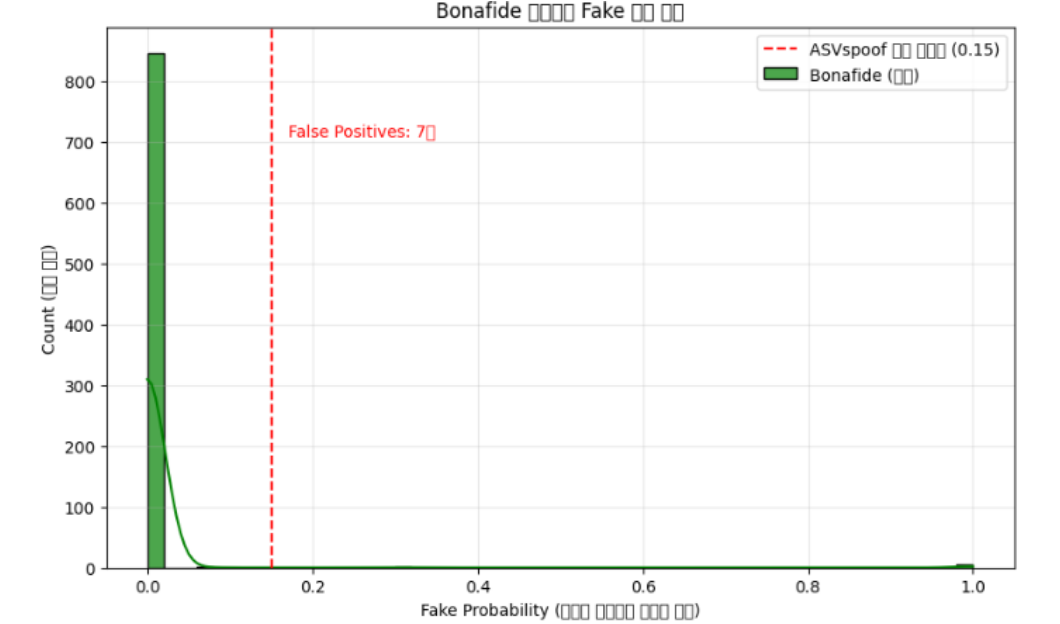 Bonafide □□□□ Fake □□ □□
ASVspoof □□ □□□ (0.15)
Bonafide (□□)
False Positives: 7□
800
700
600
500
400
300
200
100
0
Count (□□ □□)
0.0 0.2 0.4 0.6 0.8 1.0
Fake Probability (□□□ □□□□ □□□ □□)